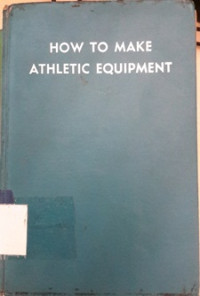 HOW TO MAKE
ATHLETIC EQUIPMENT